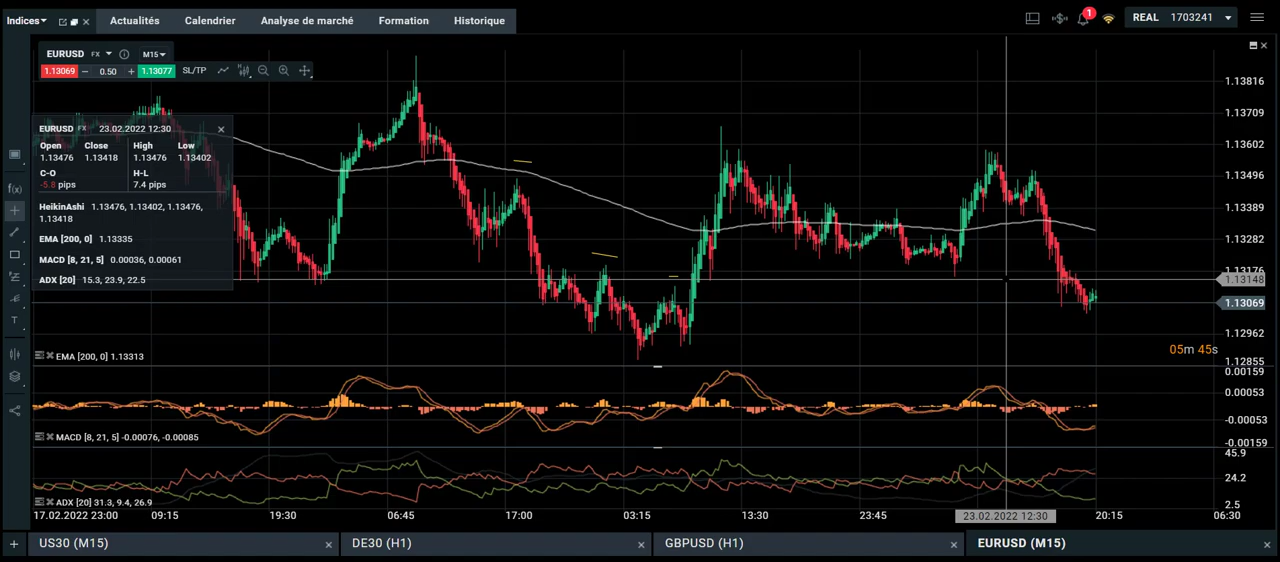 Indices Actualités Calendrier Analyse de marché Formation Historique 1 REAL 1703241
EURUSD FX M15
1.13069 − 0.50 + 1.13077 SL/TP
EURUSD FX 23.02.2022 12:30
Open Close High Low
1.13476 1.13418 1.13476 1.13402
C-O H-L
-5.8 pips 7.4 pips
HeikinAshi 1.13476, 1.13402, 1.13476,
1.13418
EMA [200, 0] 1.13335
MACD [8, 21, 5] 0.00036, 0.00061
ADX [20] 15.3, 23.9, 22.5
f(x)
T
1.13816
1.13709
1.13602
1.13496
1.13389
1.13282
1.13176
1.13148
1.13069
1.12962
05m 45s
1.12855
EMA [200, 0] 1.13313
0.00159
0.00053
-0.00053
-0.00159
MACD [8, 21, 5] -0.00076, -0.00085
45.9
24.2
2.5
ADX [20] 31.3, 9.4, 26.9
17.02.2022 23:00 09:15 19:30 06:45 17:00 03:15 13:30 23:45 23.02.2022 12:30 20:15 06:30
+ US30 (M15) × DE30 (H1) × GBPUSD (H1) × EURUSD (M15) ×